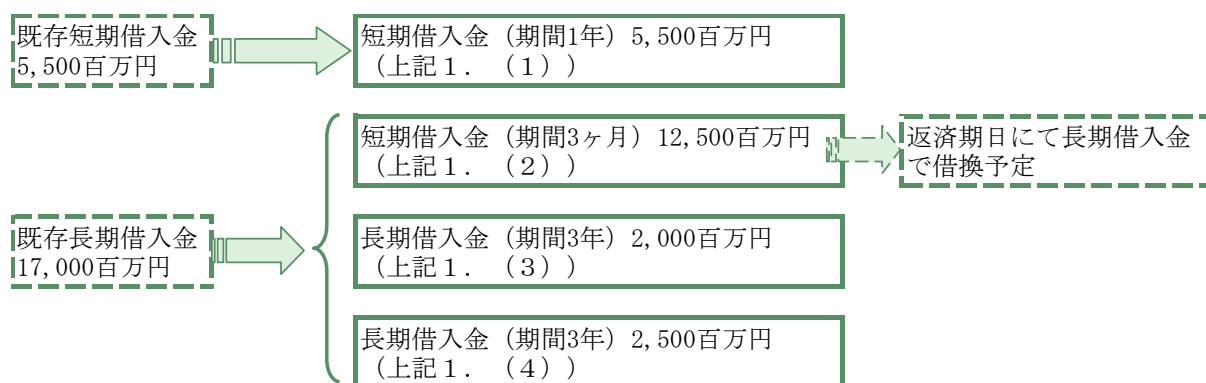 既存短期借入金
5,500百万円
短期借入金（期間1年）5,500百万円
（上記１．（１））
短期借入金（期間3ヶ月）12,500百万円
（上記１．（２））
返済期日にて長期借入金
で借換予定
既存長期借入金
17,000百万円
長期借入金（期間3年）2,000百万円
（上記１．（３））
長期借入金（期間3年）2,500百万円
（上記１．（４））